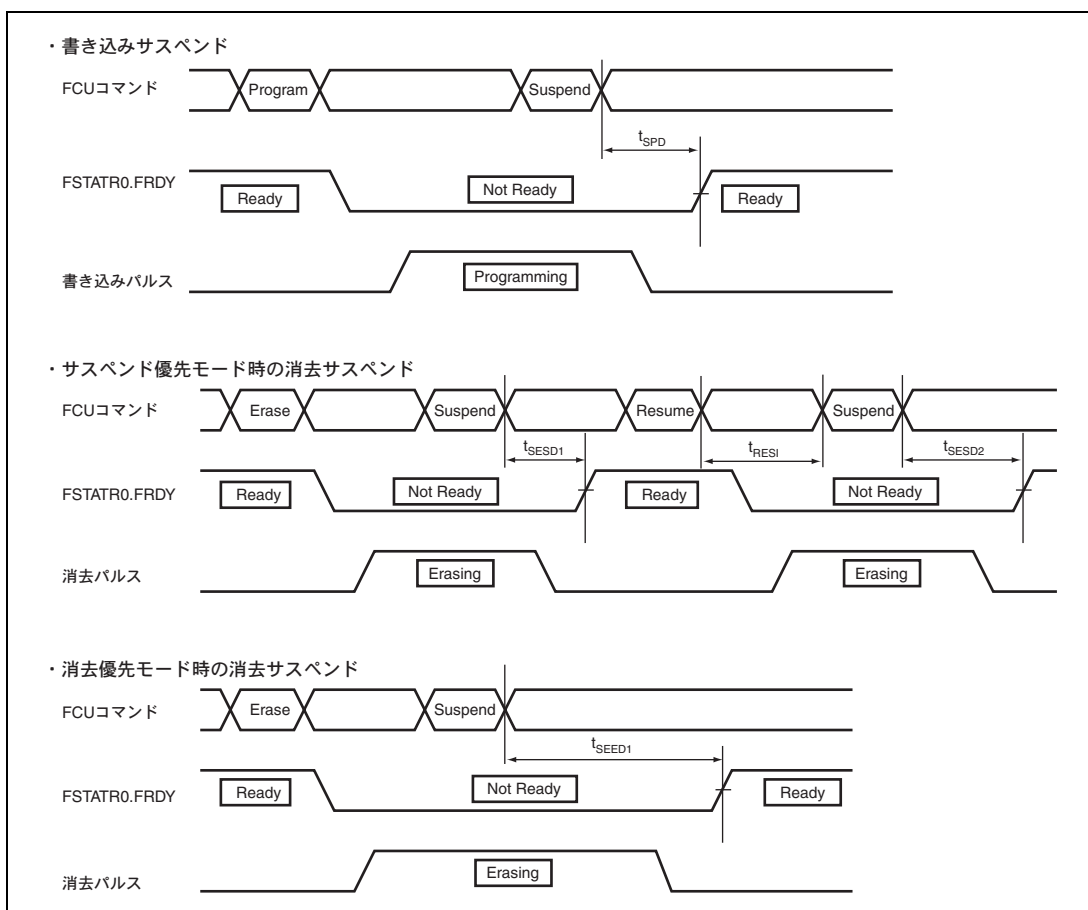 ・書き込みサスペンド
FCUコマンド
Program
Suspend
tSPD
FSTATR0.FRDY
Ready
Not Ready
Ready
書き込みパルス
Programming
・サスペンド優先モード時の消去サスペンド
FCUコマンド
Erase
Suspend
Resume
Suspend
tSESD1
tRESI
tSESD2
FSTATR0.FRDY
Ready
Not Ready
Ready
Not Ready
消去パルス
Erasing
Erasing
・消去優先モード時の消去サスペンド
FCUコマンド
Erase
Suspend
tSEED1
FSTATR0.FRDY
Ready
Not Ready
Ready
消去パルス
Erasing